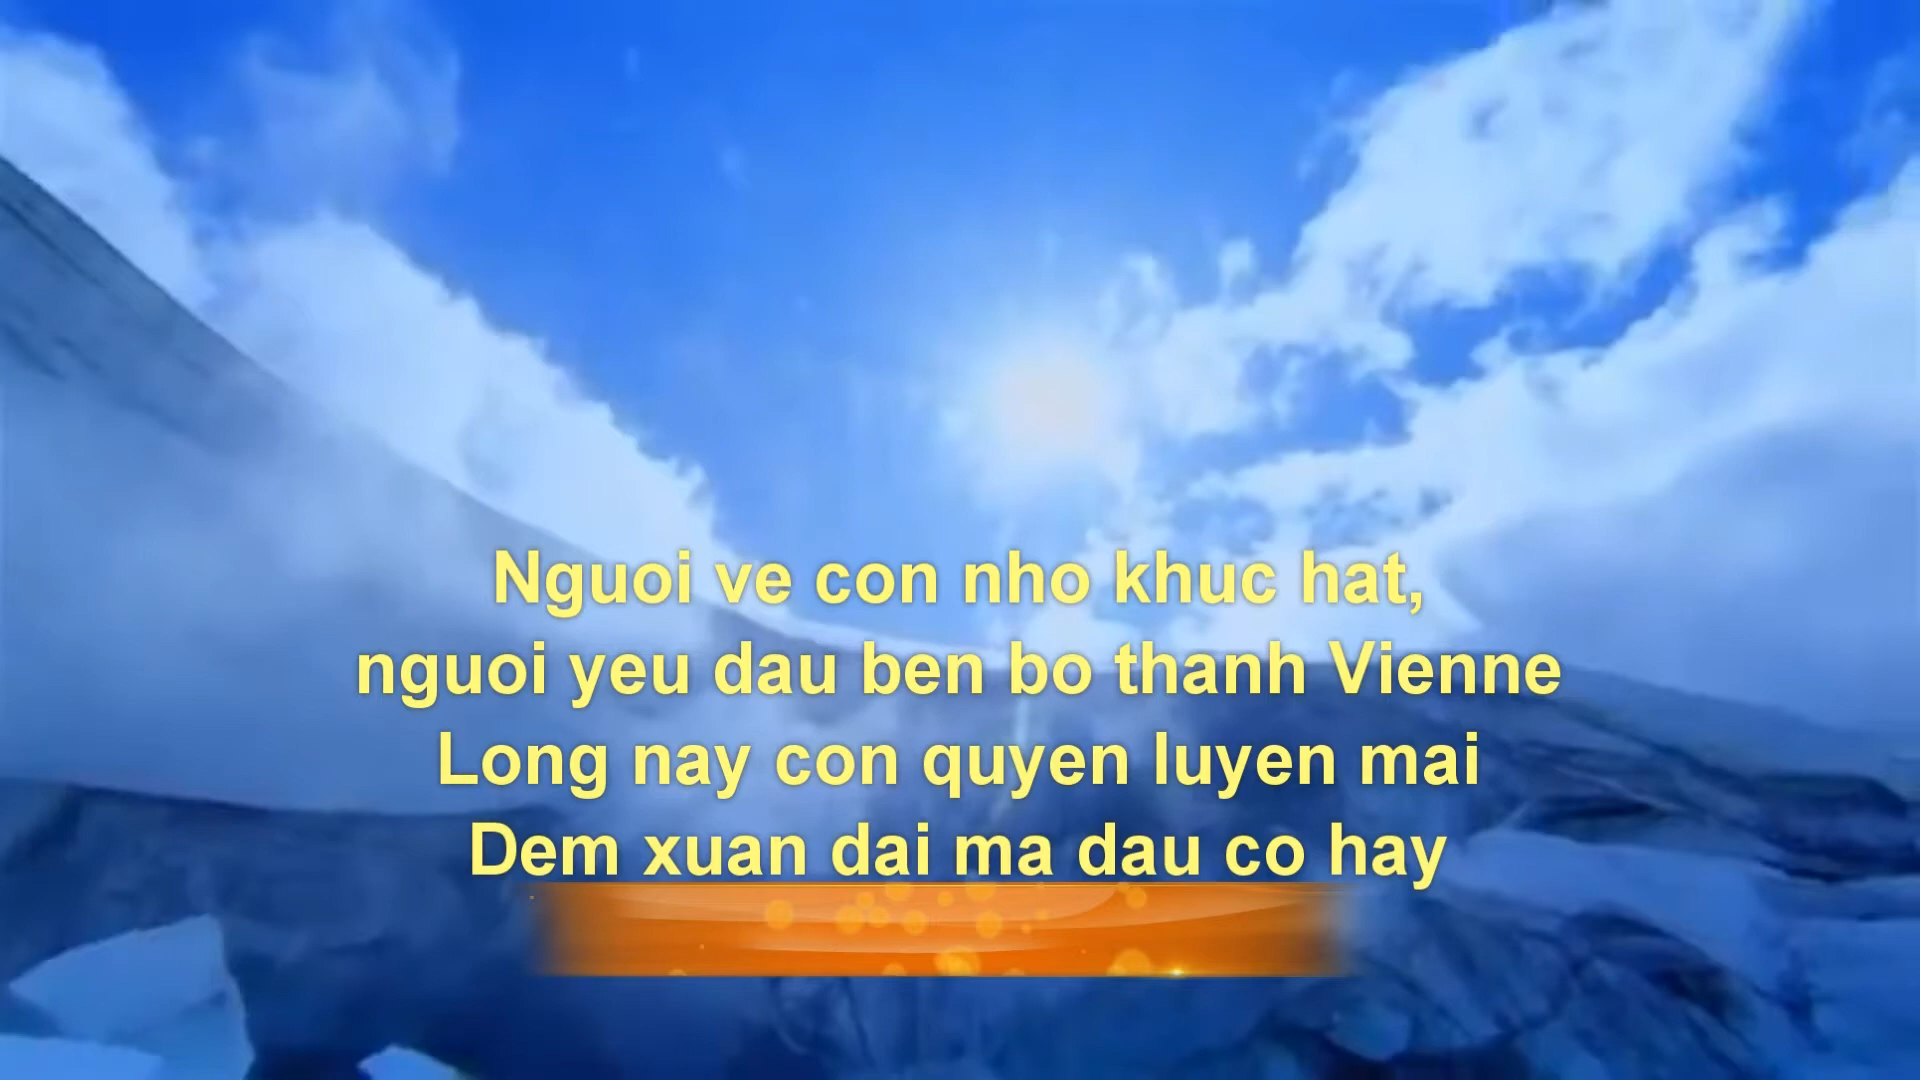 Nguoi ve con nho khuc hat,
nguoi yeu dau ben bo thanh Vienne
Long nay con quyen luyen mai
Dem xuan dai ma dau co hay